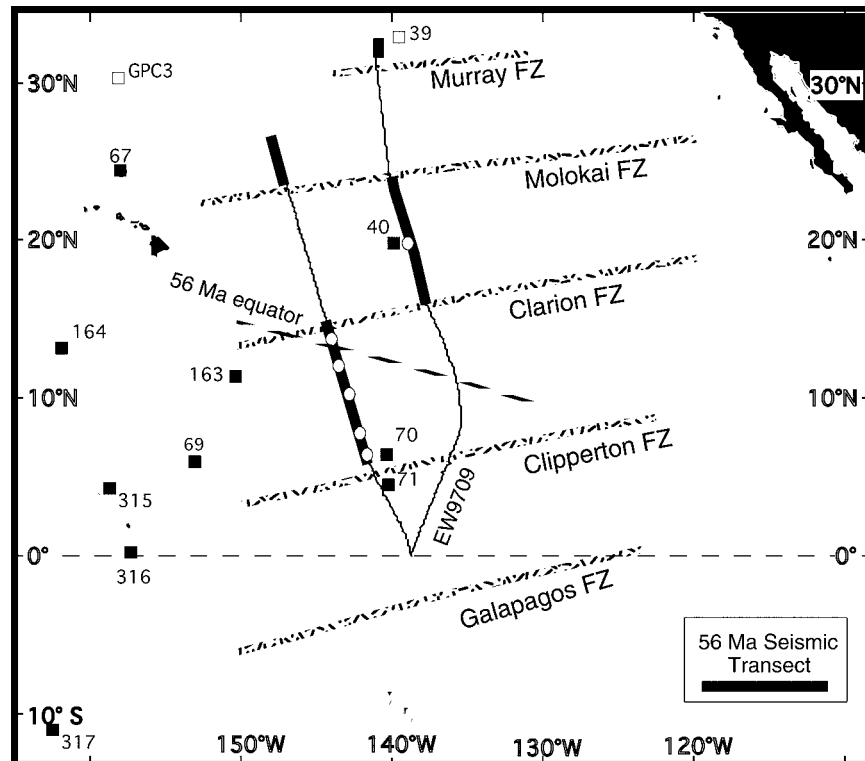 39
GPC3
Murray FZ
30°N
30°N
67
Molokai FZ
40
20°N
20°N
56 Ma equator
Clarion FZ
164
163
10°N
10°N
70
69
Clipperton FZ
71
315
EW9709
0°
0°
316
Galapagos FZ
56 Ma Seismic
Transect
10°S
317
150°W
140°W
130°W
120°W